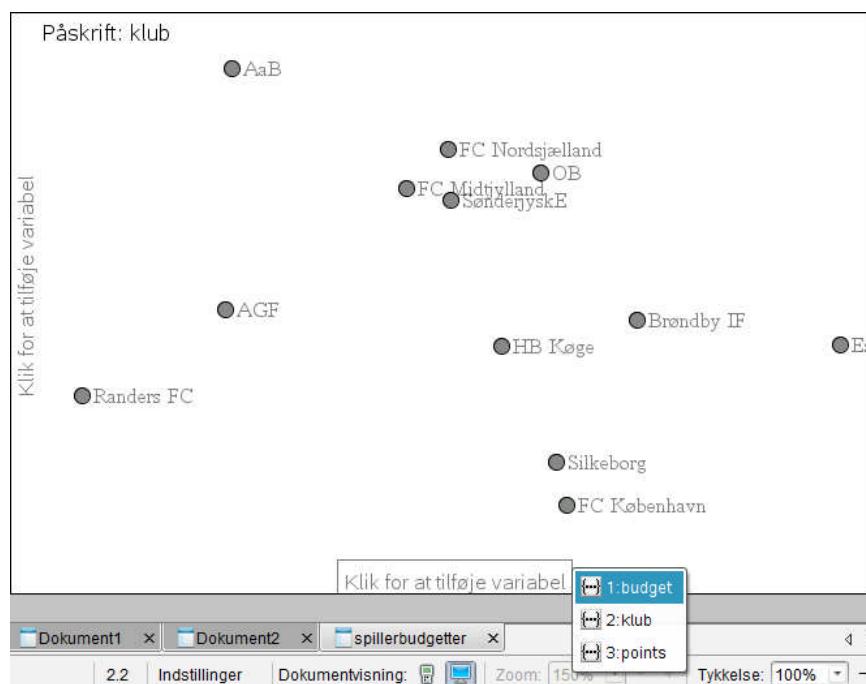 Påskrift: klub
AaB
FC Nordsjælland
OB
FC Midtjylland
SønderjyskE
Klik for at tilføje variabel
AGF
Brøndby IF
HB Køge
Randers FC
Silkeborg
FC København
Klik for at tilføje variabel
1:budget
2:klub
3:points
Dokument1 × Dokument2 × spillerbudgetter ×
2.2 Indstillinger Dokumentvisning: Zoom: 150% Tykkelse: 100%